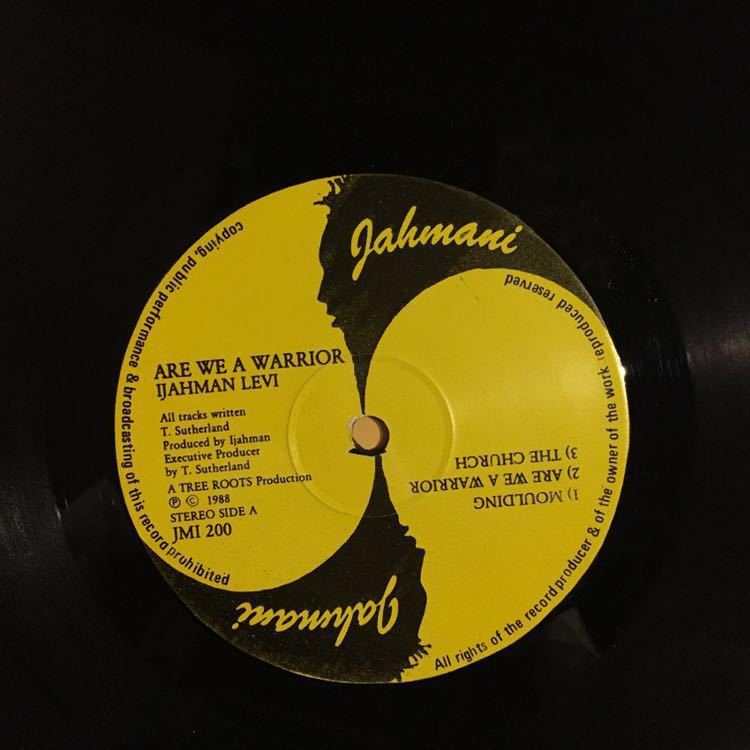 Jahmani
ARE WE A WARRIOR
IJAHMAN LEVI
All tracks written
T. Sutherland
Produced by Ijahman
Executive Producer
by T. Sutherland
A TREE ROOTS Production
Ⓟ © 1988
STEREO SIDE A
JMI 200
1) MOULDING
2) ARE WE A WARRIOR
3) THE CHURCH
Jahmani
All rights of the record producer & of the owner of the work reproduced reserved
copying, public performance & broadcasting of this record prohibited